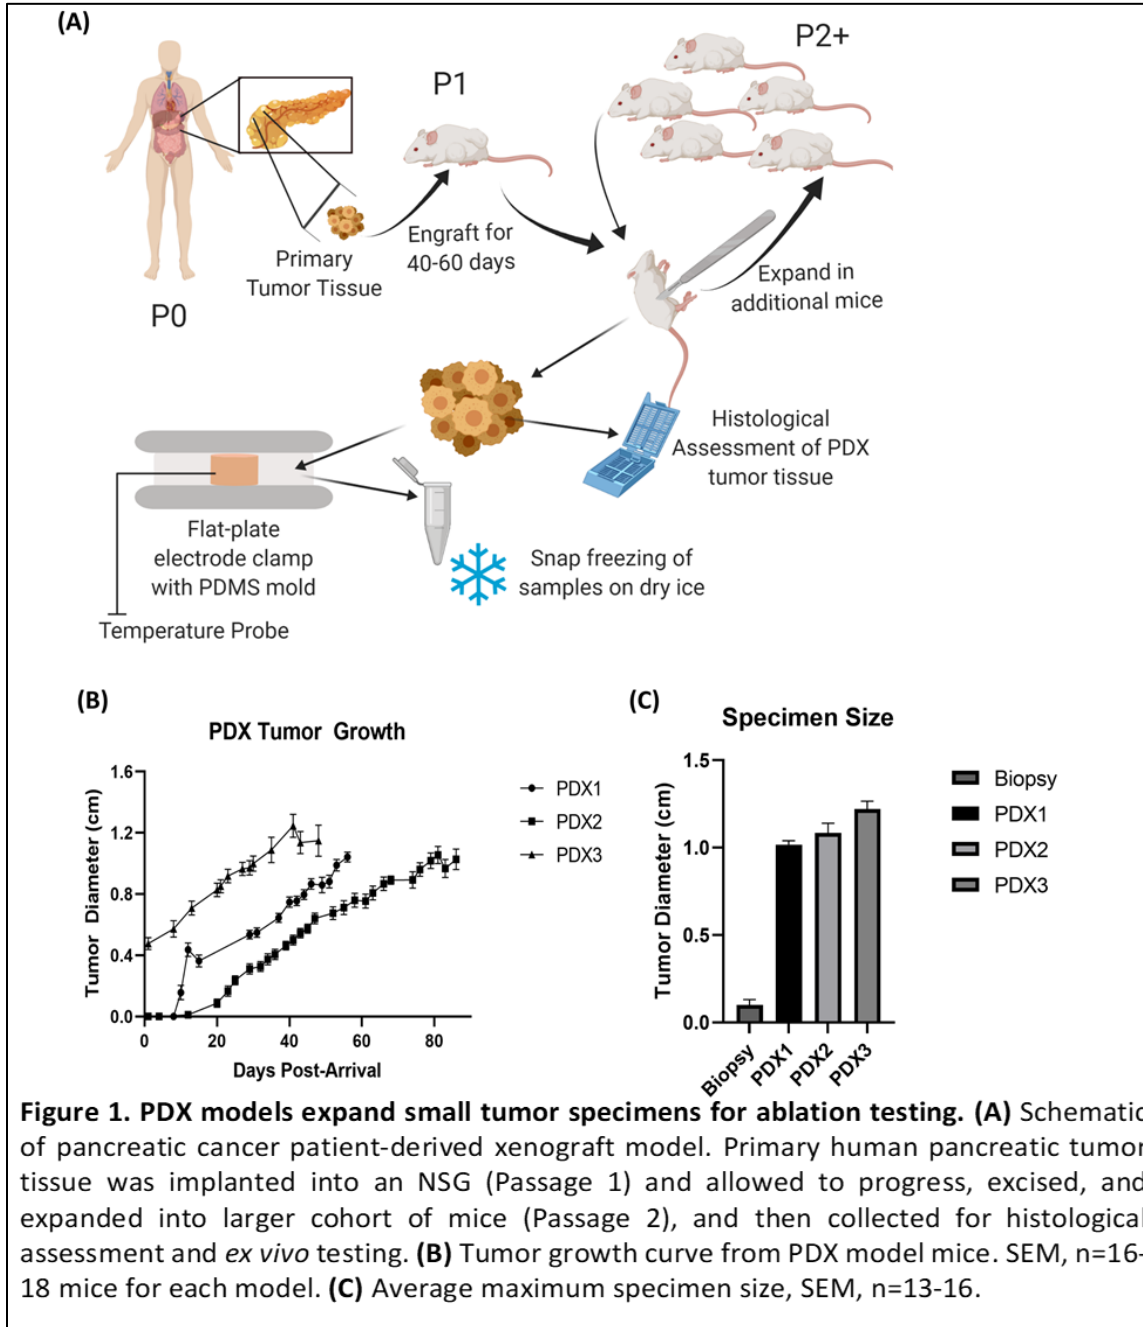 (A)
P0
Primary
Tumor Tissue
P1
Engraft for
40-60 days
P2+
Expand in
additional mice
Histological
Assessment of PDX
tumor tissue
Flat-plate
electrode clamp
with PDMS mold
Temperature Probe
Snap freezing of
samples on dry ice
(B)
PDX Tumor Growth
Tumor Diameter (cm)
1.6
1.2
0.8
0.4
0.0
0 20 40 60 80
Days Post-Arrival
PDX1
PDX2
PDX3
(C)
Specimen Size
Tumor Diameter (cm)
1.5
1.0
0.5
0.0
Biopsy PDX1 PDX2 PDX3
Biopsy
PDX1
PDX2
PDX3
Figure 1. PDX models expand small tumor specimens for ablation testing. (A) Schematic
of pancreatic cancer patient-derived xenograft model. Primary human pancreatic tumor
tissue was implanted into an NSG (Passage 1) and allowed to progress, excised, and
expanded into larger cohort of mice (Passage 2), and then collected for histological
assessment and ex vivo testing. (B) Tumor growth curve from PDX model mice. SEM, n=16-
18 mice for each model. (C) Average maximum specimen size, SEM, n=13-16.